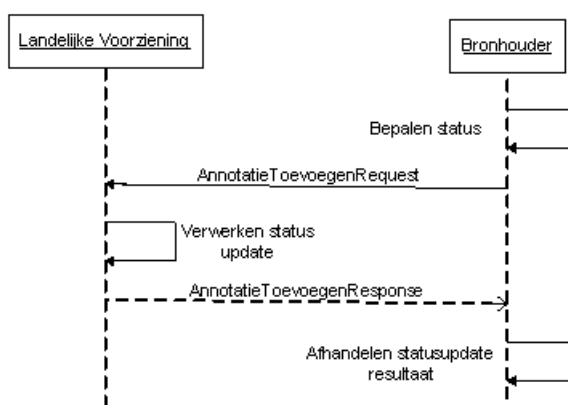 Landelijke Voorziening
Bronhouder
Bepalen status
AnnotatieToevoegenRequest
Verwerken status
update
AnnotatieToevoegenResponse
Afhandelen statusupdate
resultaat